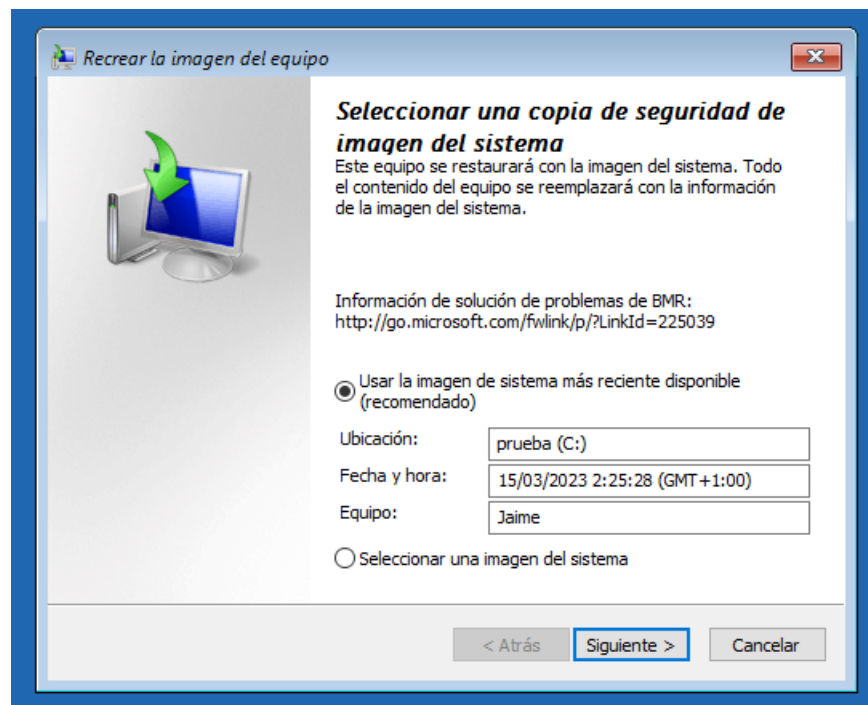 Recrear la imagen del equipo
Seleccionar una copia de seguridad de
imagen del sistema
Este equipo se restaurará con la imagen del sistema. Todo
el contenido del equipo se reemplazará con la información
de la imagen del sistema.
Información de solución de problemas de BMR:
http://go.microsoft.com/fwlink/p/?LinkId=225039
Usar la imagen de sistema más reciente disponible
(recomendado)
Ubicación: prueba (C:)
Fecha y hora: 15/03/2023 2:25:28 (GMT+1:00)
Equipo: Jaime
Seleccionar una imagen del sistema
< Atrás Siguiente > Cancelar